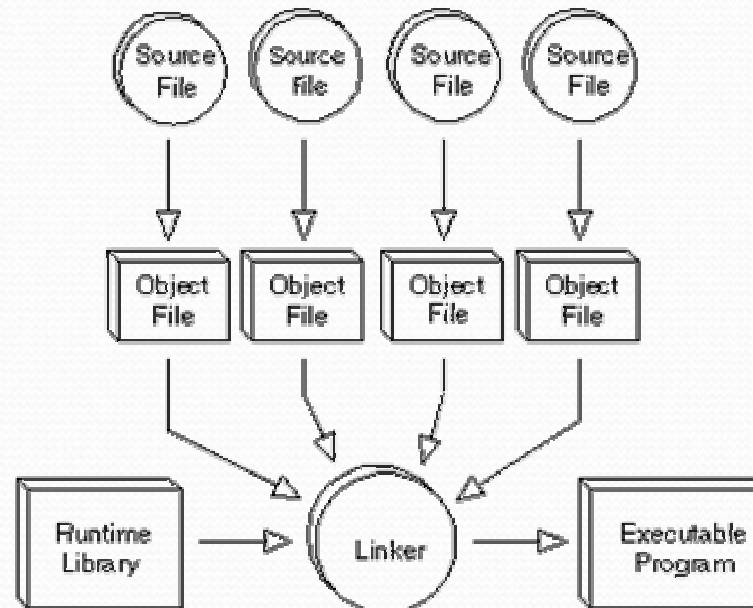 Source
File
Source
file
Source
File
Source
File
Object
File
Object
File
Object
File
Object
File
Runtime
Library
Linker
Executable
Program